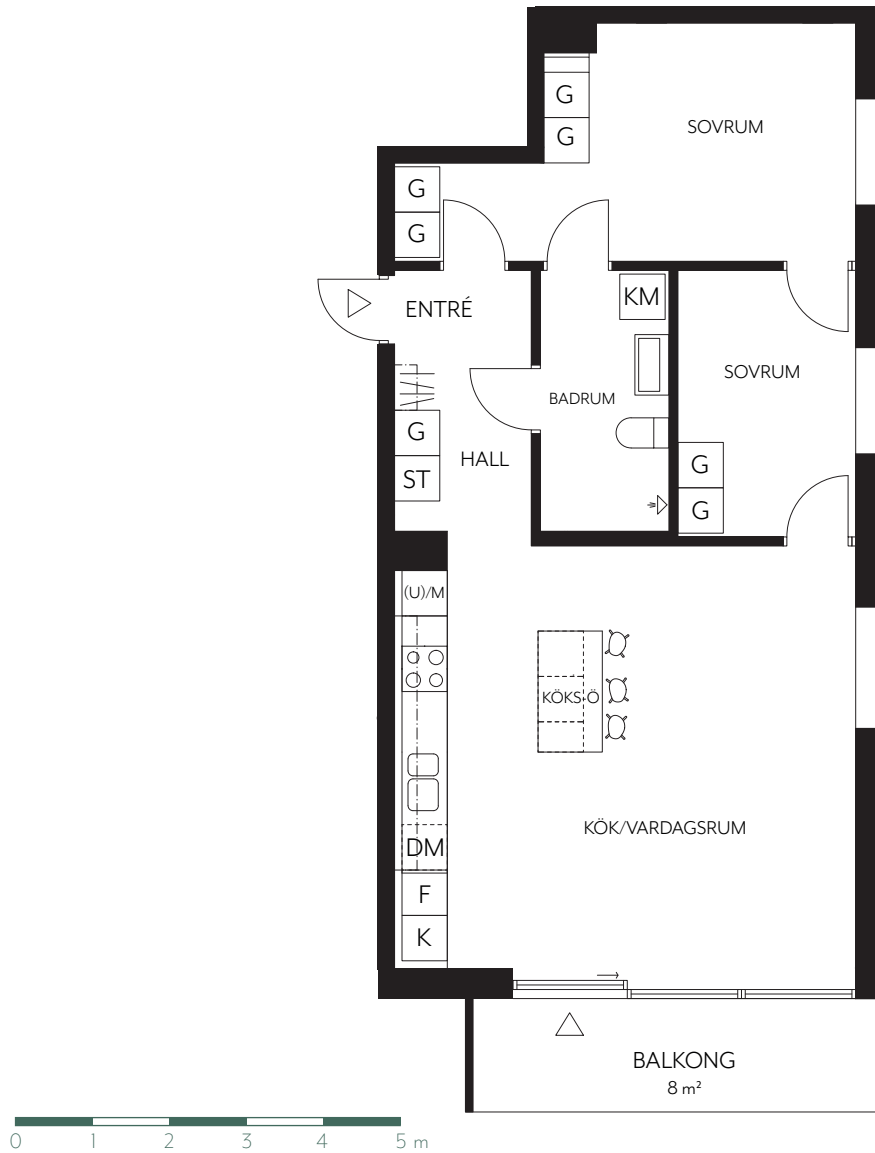 G
G
SOVRUM
G
G
ENTRÉ
KM
SOVRUM
BADRUM
G
HALL
ST
G
G
(U)/M
KÖKS-Ö
KÖK/VARDAGSRUM
DM
F
K
BALKONG
8 m²
0 1 2 3 4 5 m